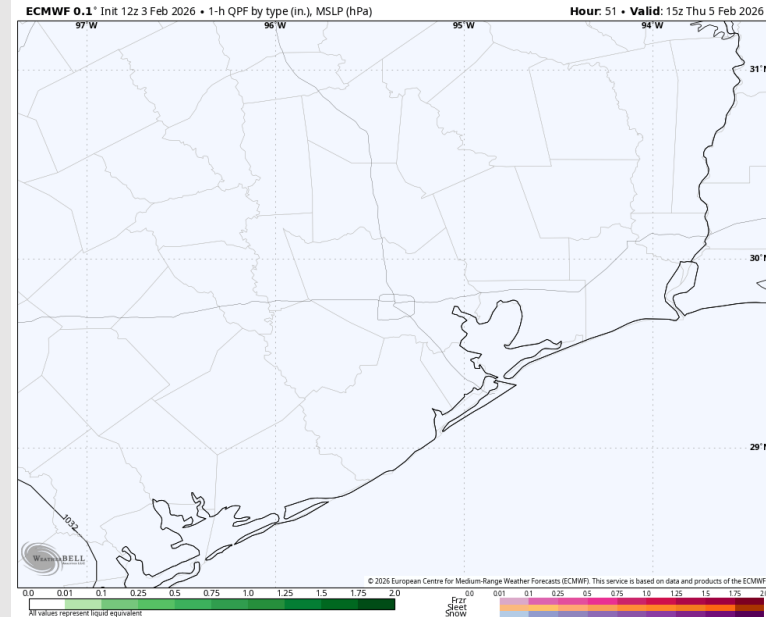 ECMWF 0.1° Init 12z 3 Feb 2026 • 1-h QPF by type (in.), MSLP (hPa) Hour: 51 • Valid: 15z Thu 5 Feb 2026
97°W 96°W 95°W 94°W
31°N
30°N
29°N
1032
WEATHERBELL
© 2026 European Centre for Medium-Range Weather Forecasts (ECMWF). This service is based on data and products of the ECMWF
0.0 0.01 0.1 0.25 0.5 0.75 1.0 1.25 1.5 1.75 2.0 0.0 .001 0.1 0.25 0.5 0.75 1.0 1.25 1.5 1.75 2.0
Frzr
Sleet
Snow
All values represent liquid equivalent